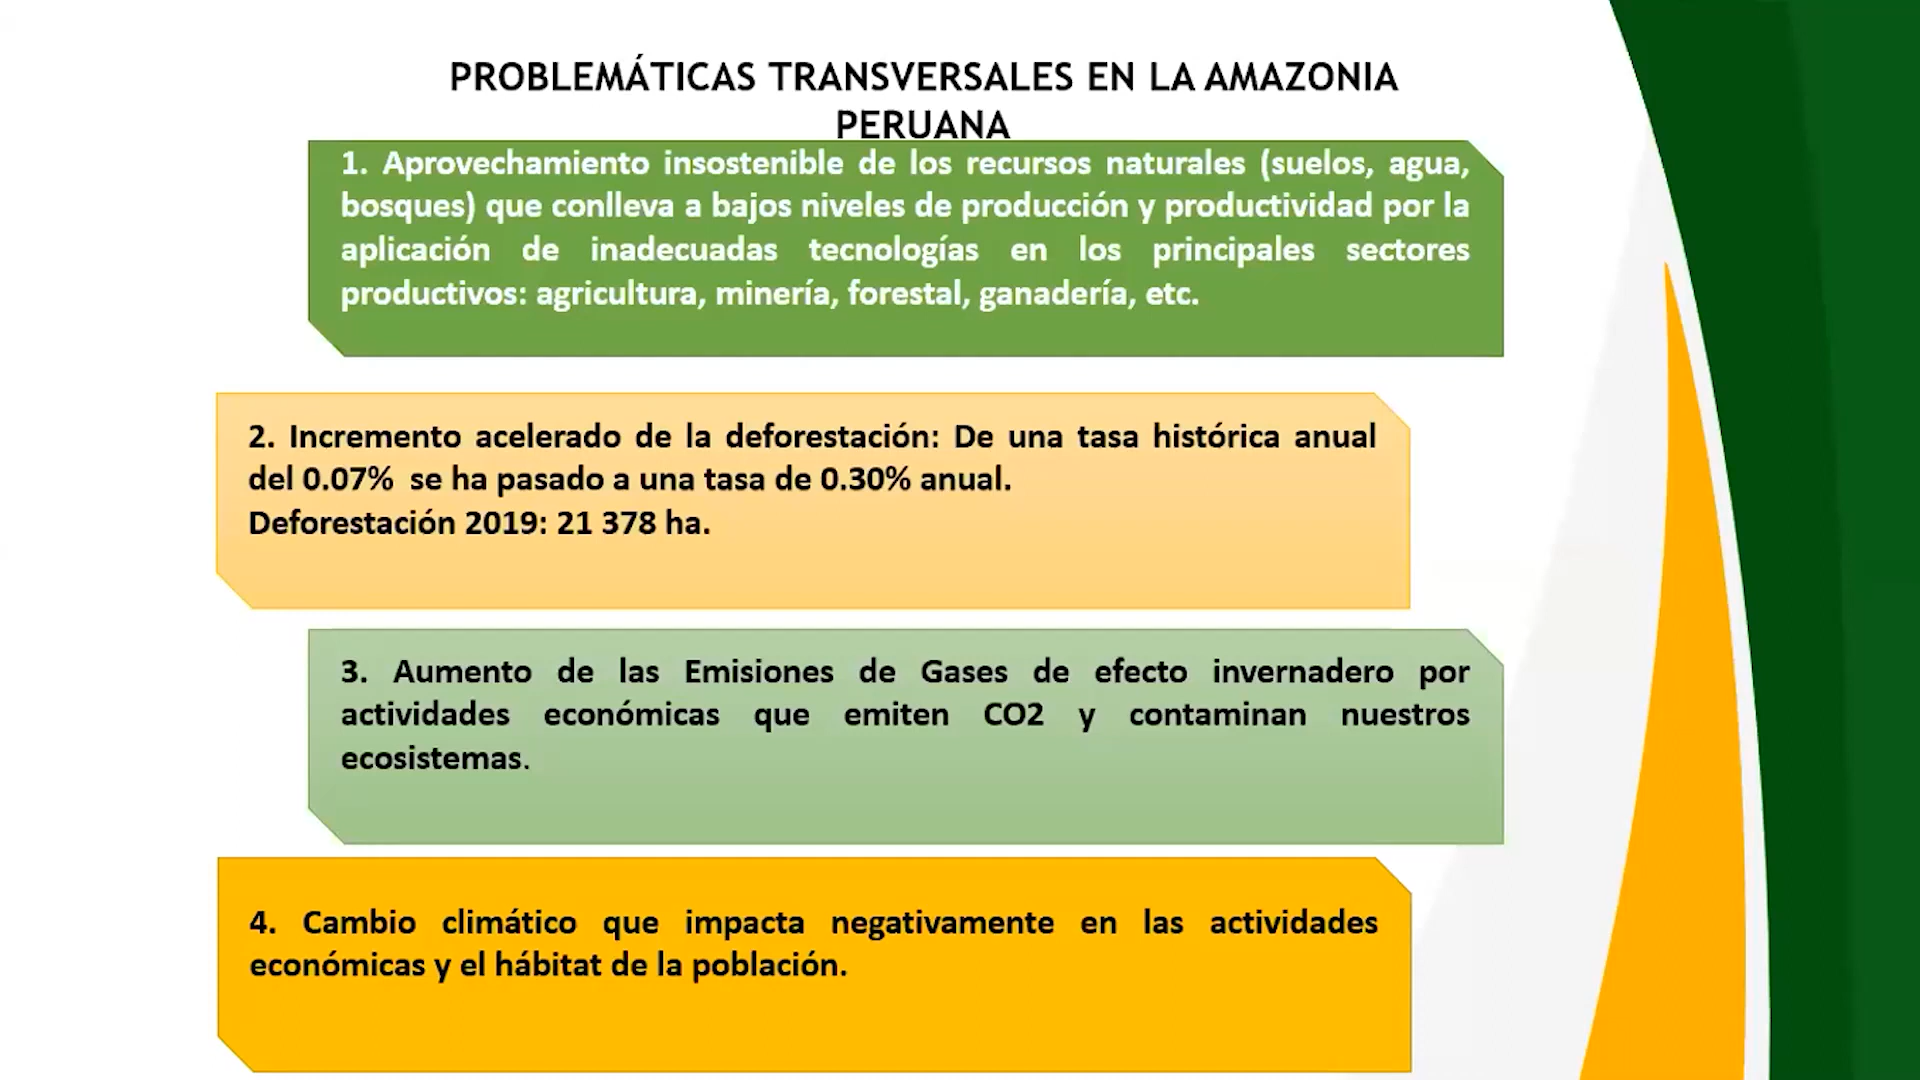 PROBLEMÁTICAS TRANSVERSALES EN LA AMAZONIA
PERUANA
1. Aprovechamiento insostenible de los recursos naturales (suelos, agua,
bosques) que conlleva a bajos niveles de producción y productividad por la
aplicación de inadecuadas tecnologías en los principales sectores
productivos: agricultura, minería, forestal, ganadería, etc.
2. Incremento acelerado de la deforestación: De una tasa histórica anual
del 0.07% se ha pasado a una tasa de 0.30% anual.
Deforestación 2019: 21 378 ha.
3. Aumento de las Emisiones de Gases de efecto invernadero por
actividades económicas que emiten CO2 y contaminan nuestros
ecosistemas.
4. Cambio climático que impacta negativamente en las actividades
económicas y el hábitat de la población.